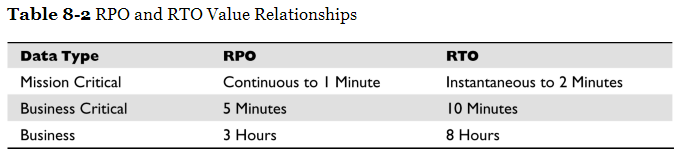 Table 8-2 RPO and RTO Value Relationships
Data Type RPO RTO
Mission Critical Continuous to 1 Minute Instantaneous to 2 Minutes
Business Critical 5 Minutes 10 Minutes
Business 3 Hours 8 Hours